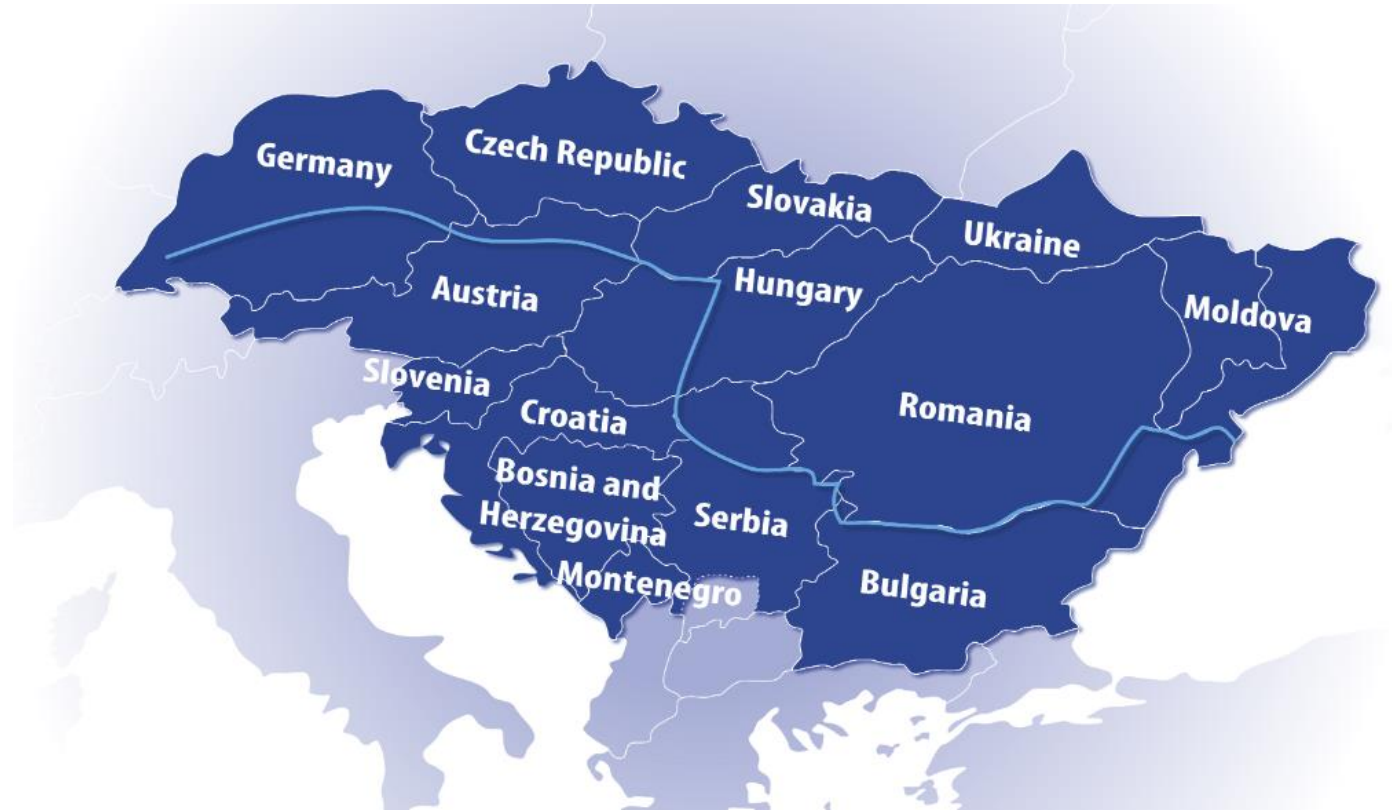 Germany
Czech Republic
Slovakia
Ukraine
Austria
Hungary
Moldova
Slovenia
Croatia
Romania
Bosnia and
Herzegovina
Serbia
Montenegro
Bulgaria